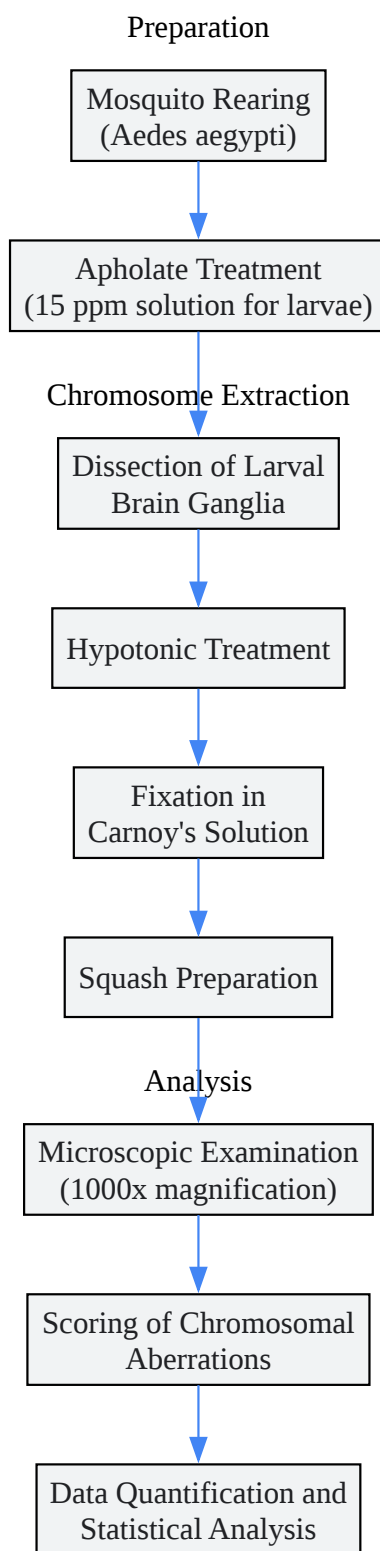 Preparation
Mosquito Rearing
(Aedes aegypti)
Apholate Treatment
(15 ppm solution for larvae)
Chromosome Extraction
Dissection of Larval
Brain Ganglia
Hypotonic Treatment
Fixation in
Carnoy's Solution
Squash Preparation
Analysis
Microscopic Examination
(1000x magnification)
Scoring of Chromosomal
Aberrations
Data Quantification and
Statistical Analysis